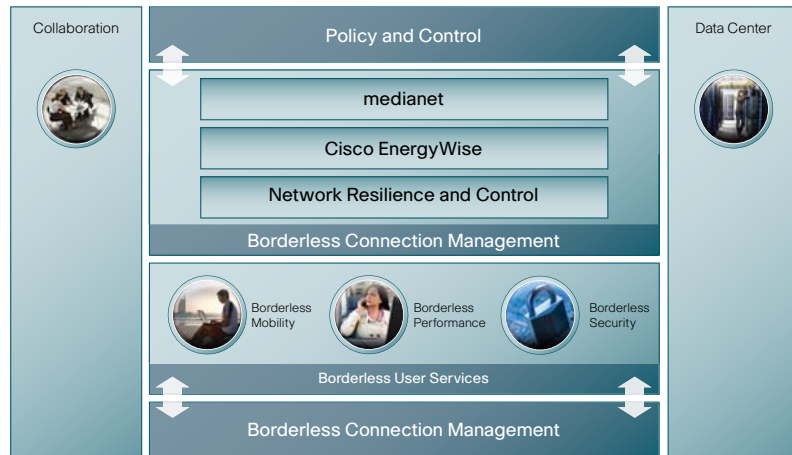 Collaboration
Policy and Control
Data Center
medianet
Cisco EnergyWise
Network Resilience and Control
Borderless Connection Management
Borderless
Mobility
Borderless
Performance
Borderless
Security
Borderless User Services
Borderless Connection Management